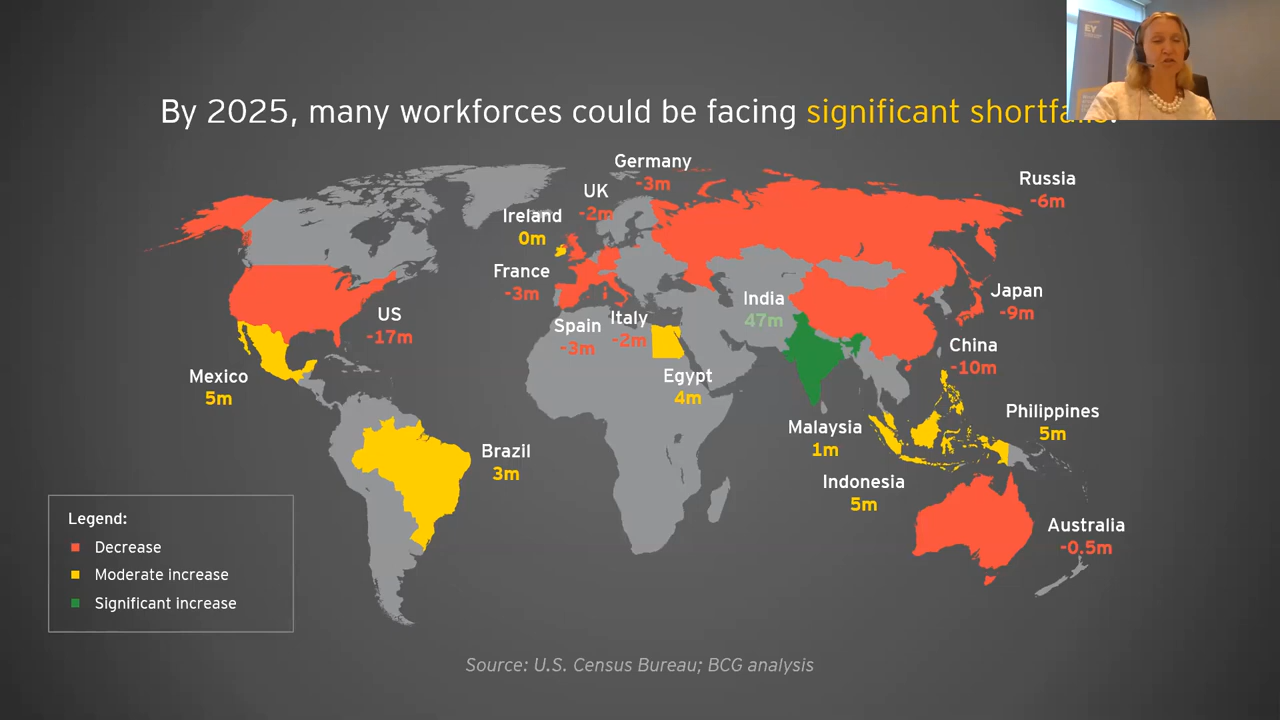 EY
By 2025, many workforces could be facing significant shortfalls.
Germany
-3m
Russia
-6m
UK
-2m
Ireland
0m
France
-3m
Japan
-9m
India
47m
US
-17m
Spain
-3m
Italy
-2m
China
-10m
Mexico
5m
Egypt
4m
Philippines
5m
Malaysia
1m
Brazil
3m
Indonesia
5m
Australia
-0.5m
Legend:
Decrease
Moderate increase
Significant increase
Source: U.S. Census Bureau; BCG analysis